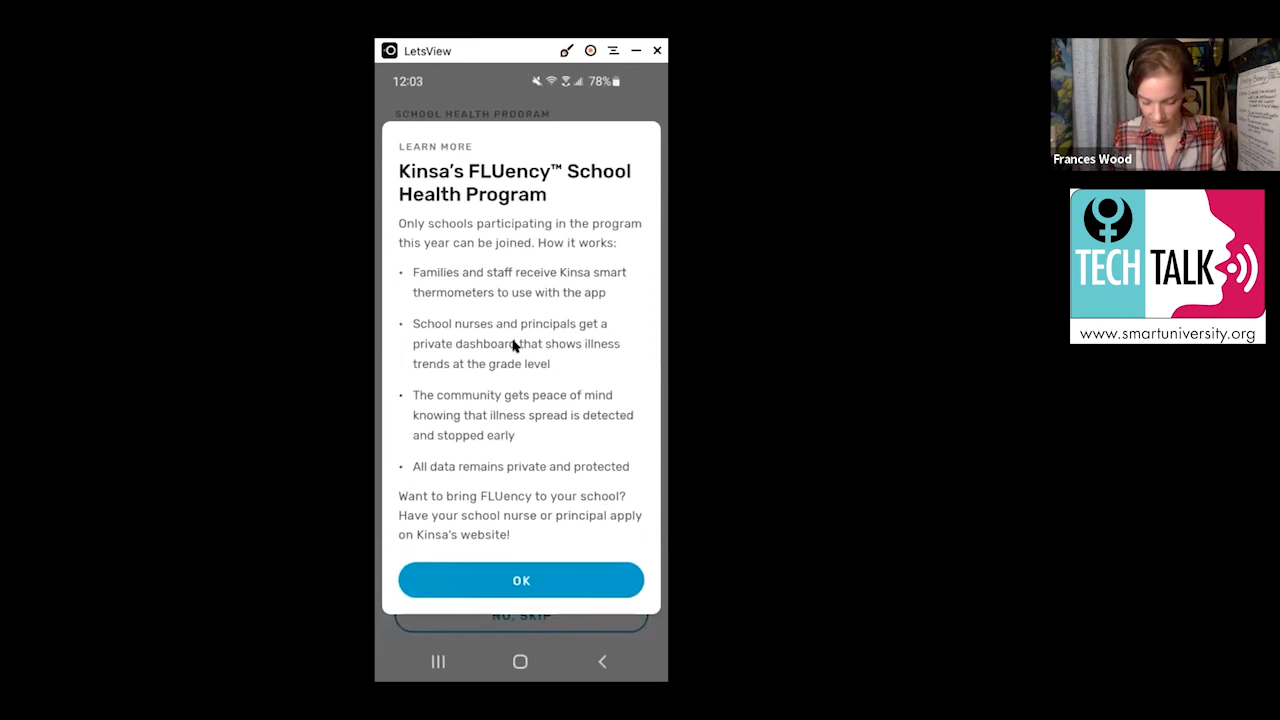 LetsView
12:03
78%
SCHOOL HEALTH PROGRAM
LEARN MORE
Kinsa's FLUency™ School
Health Program
Only schools participating in the program
this year can be joined. How it works:
• Families and staff receive Kinsa smart
thermometers to use with the app
• School nurses and principals get a
private dashboard that shows illness
trends at the grade level
• The community gets peace of mind
knowing that illness spread is detected
and stopped early
• All data remains private and protected
Want to bring FLUency to your school?
Have your school nurse or principal apply
on Kinsa's website!
OK
NO, SKIP
Frances Wood
TECH TALK
www.smartuniversity.org